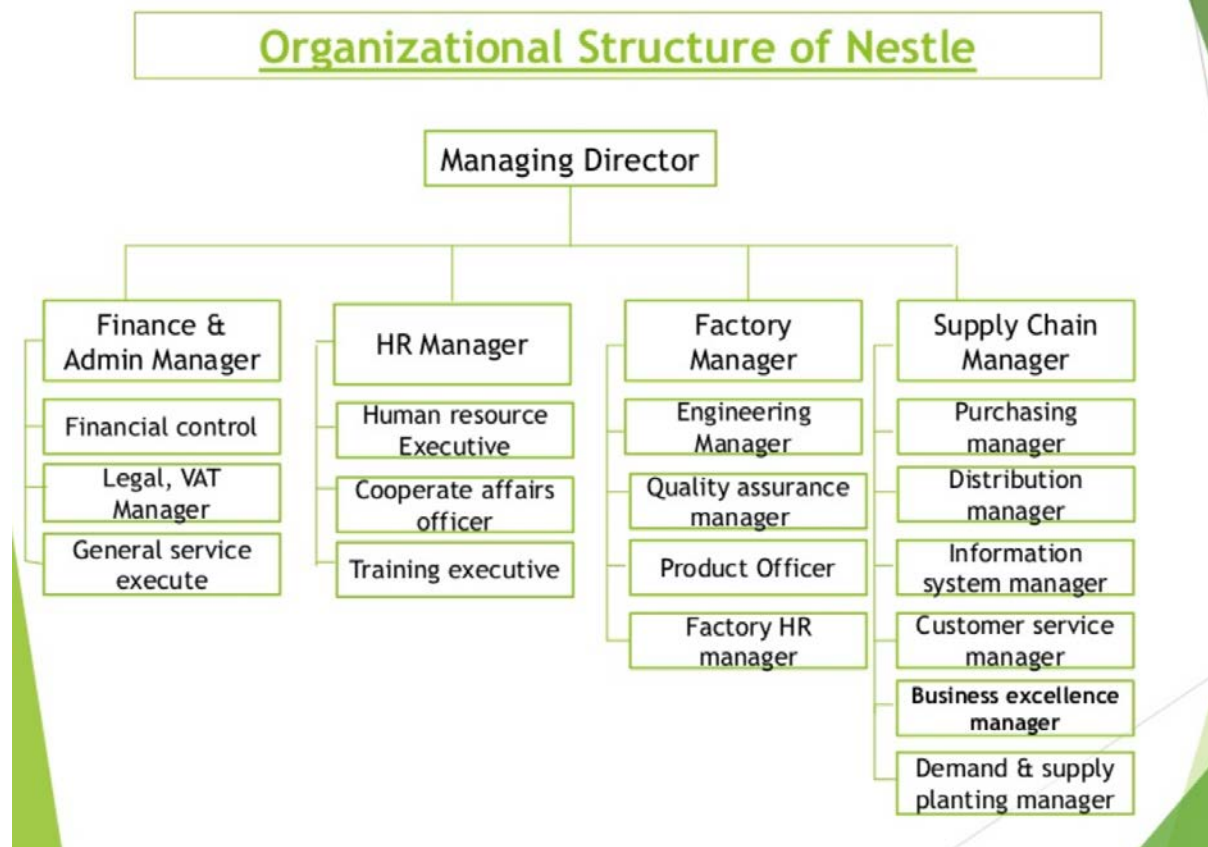 Organizational Structure of Nestle
Managing Director
Finance &
Admin Manager
Financial control
Legal, VAT
Manager
General service
execute
HR Manager
Human resource
Executive
Cooperate affairs
officer
Training executive
Factory
Manager
Engineering
Manager
Quality assurance
manager
Product Officer
Factory HR
manager
Supply Chain
Manager
Purchasing
manager
Distribution
manager
Information
system manager
Customer service
manager
Business excellence
manager
Demand & supply
planting manager